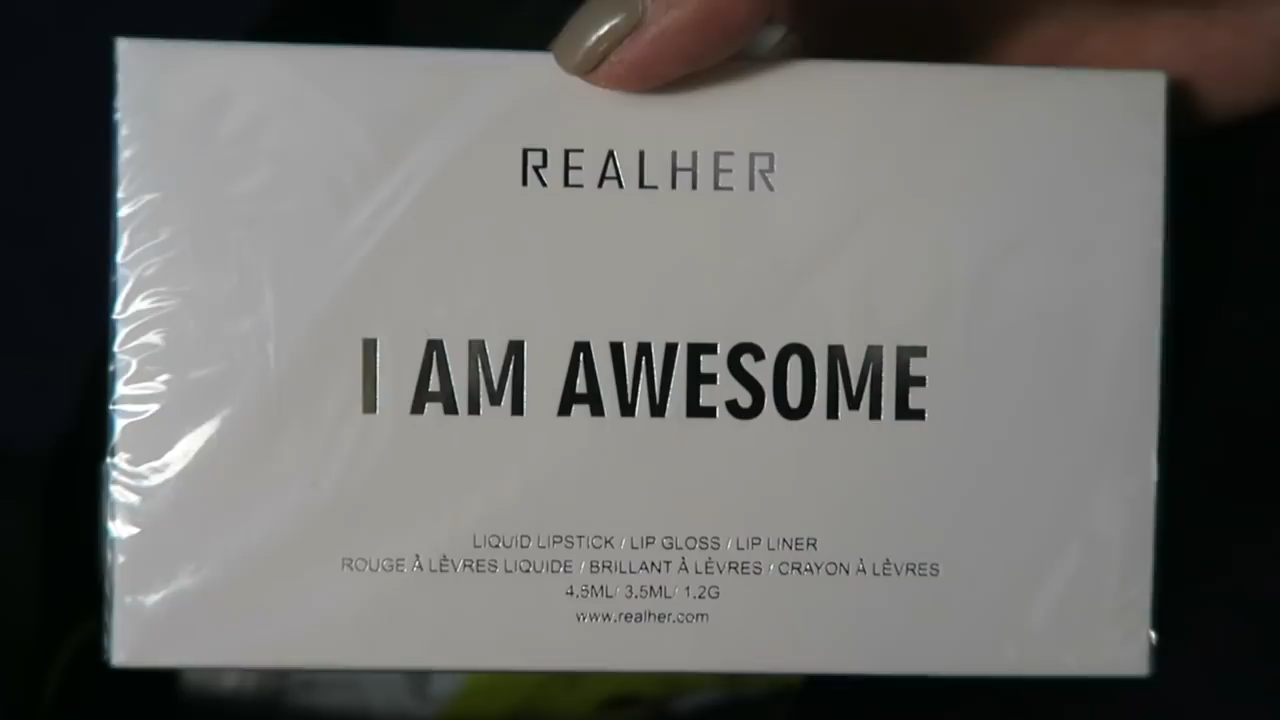 REALHER
I AM AWESOME
LIQUID LIPSTICK / LIP GLOSS / LIP LINER
ROUGE À LÈVRES LIQUIDE / BRILLANT À LÈVRES / CRAYON À LÈVRES
4.5ML/ 3.5ML/ 1.2G
www.realher.com